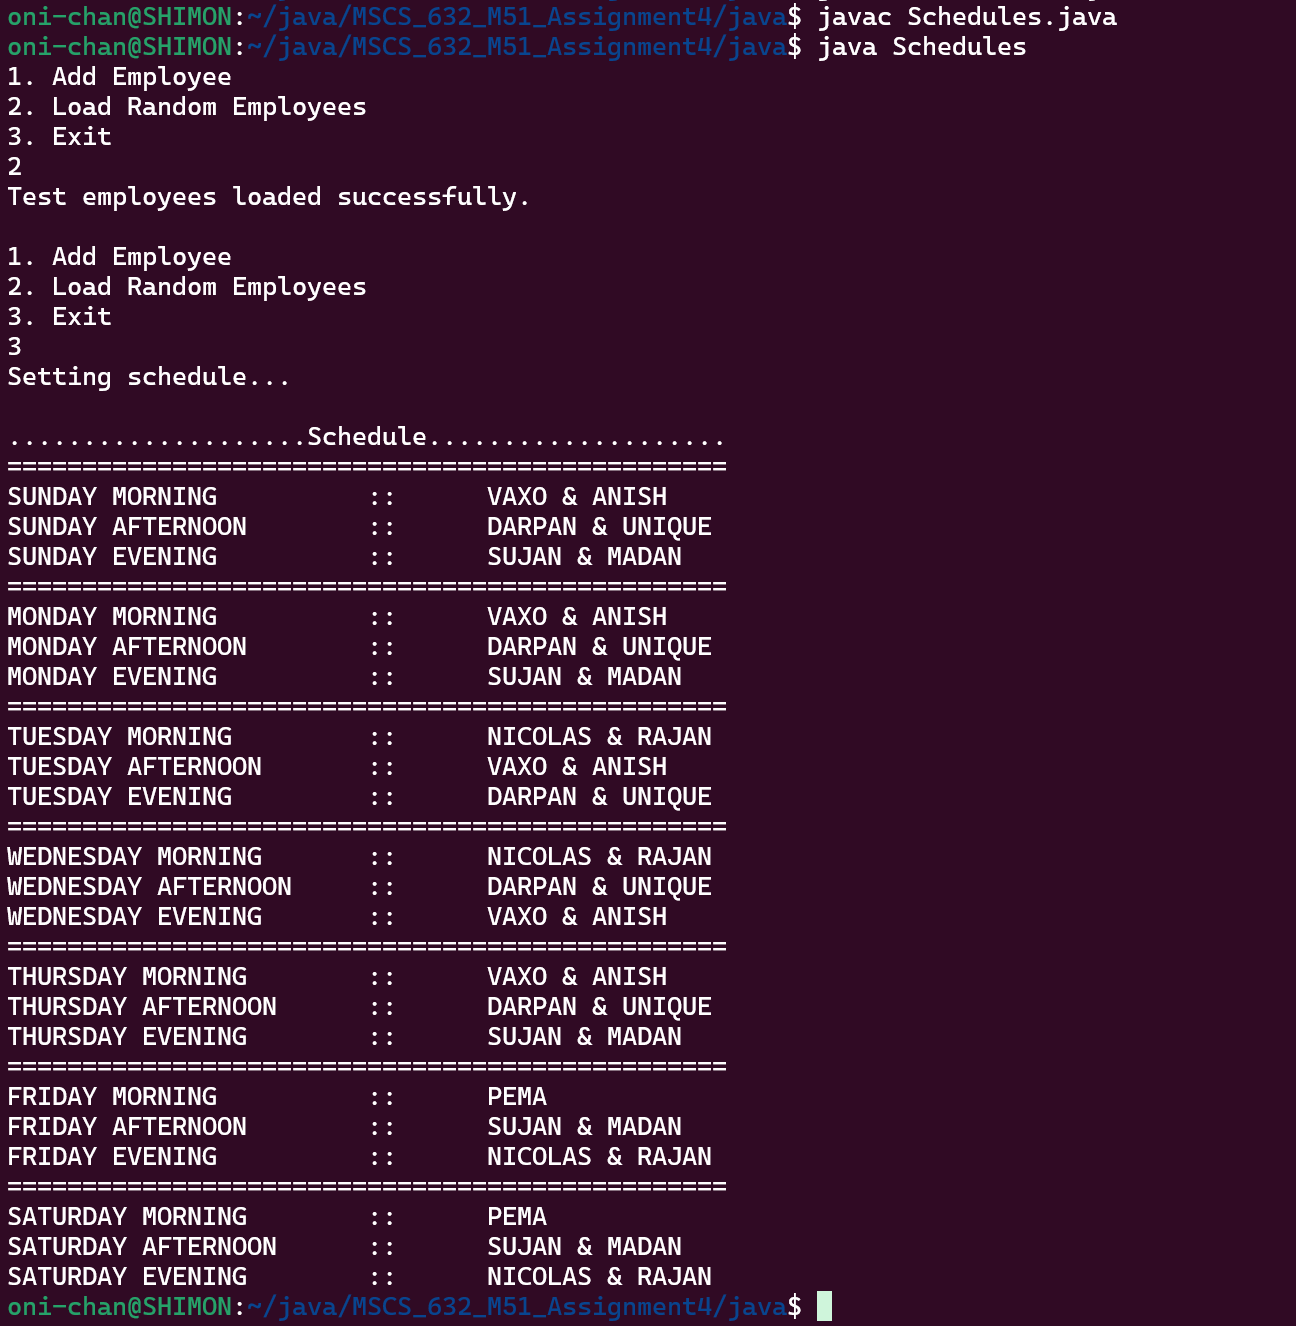 oni-chan@SHIMON:~/java/MSCS_632_M51_Assignment4/java$ javac Schedules.java
oni-chan@SHIMON:~/java/MSCS_632_M51_Assignment4/java$ java Schedules
1. Add Employee
2. Load Random Employees
3. Exit
2
Test employees loaded successfully.

1. Add Employee
2. Load Random Employees
3. Exit
3
Setting schedule...

....................Schedule....................
================================================
SUNDAY MORNING          ::      VAXO & ANISH
SUNDAY AFTERNOON        ::      DARPAN & UNIQUE
SUNDAY EVENING          ::      SUJAN & MADAN
================================================
MONDAY MORNING          ::      VAXO & ANISH
MONDAY AFTERNOON        ::      DARPAN & UNIQUE
MONDAY EVENING          ::      SUJAN & MADAN
================================================
TUESDAY MORNING         ::      NICOLAS & RAJAN
TUESDAY AFTERNOON       ::      VAXO & ANISH
TUESDAY EVENING         ::      DARPAN & UNIQUE
================================================
WEDNESDAY MORNING       ::      NICOLAS & RAJAN
WEDNESDAY AFTERNOON     ::      DARPAN & UNIQUE
WEDNESDAY EVENING       ::      VAXO & ANISH
================================================
THURSDAY MORNING        ::      VAXO & ANISH
THURSDAY AFTERNOON      ::      DARPAN & UNIQUE
THURSDAY EVENING        ::      SUJAN & MADAN
================================================
FRIDAY MORNING          ::      PEMA
FRIDAY AFTERNOON        ::      SUJAN & MADAN
FRIDAY EVENING          ::      NICOLAS & RAJAN
================================================
SATURDAY MORNING        ::      PEMA
SATURDAY AFTERNOON      ::      SUJAN & MADAN
SATURDAY EVENING        ::      NICOLAS & RAJAN
oni-chan@SHIMON:~/java/MSCS_632_M51_Assignment4/java$